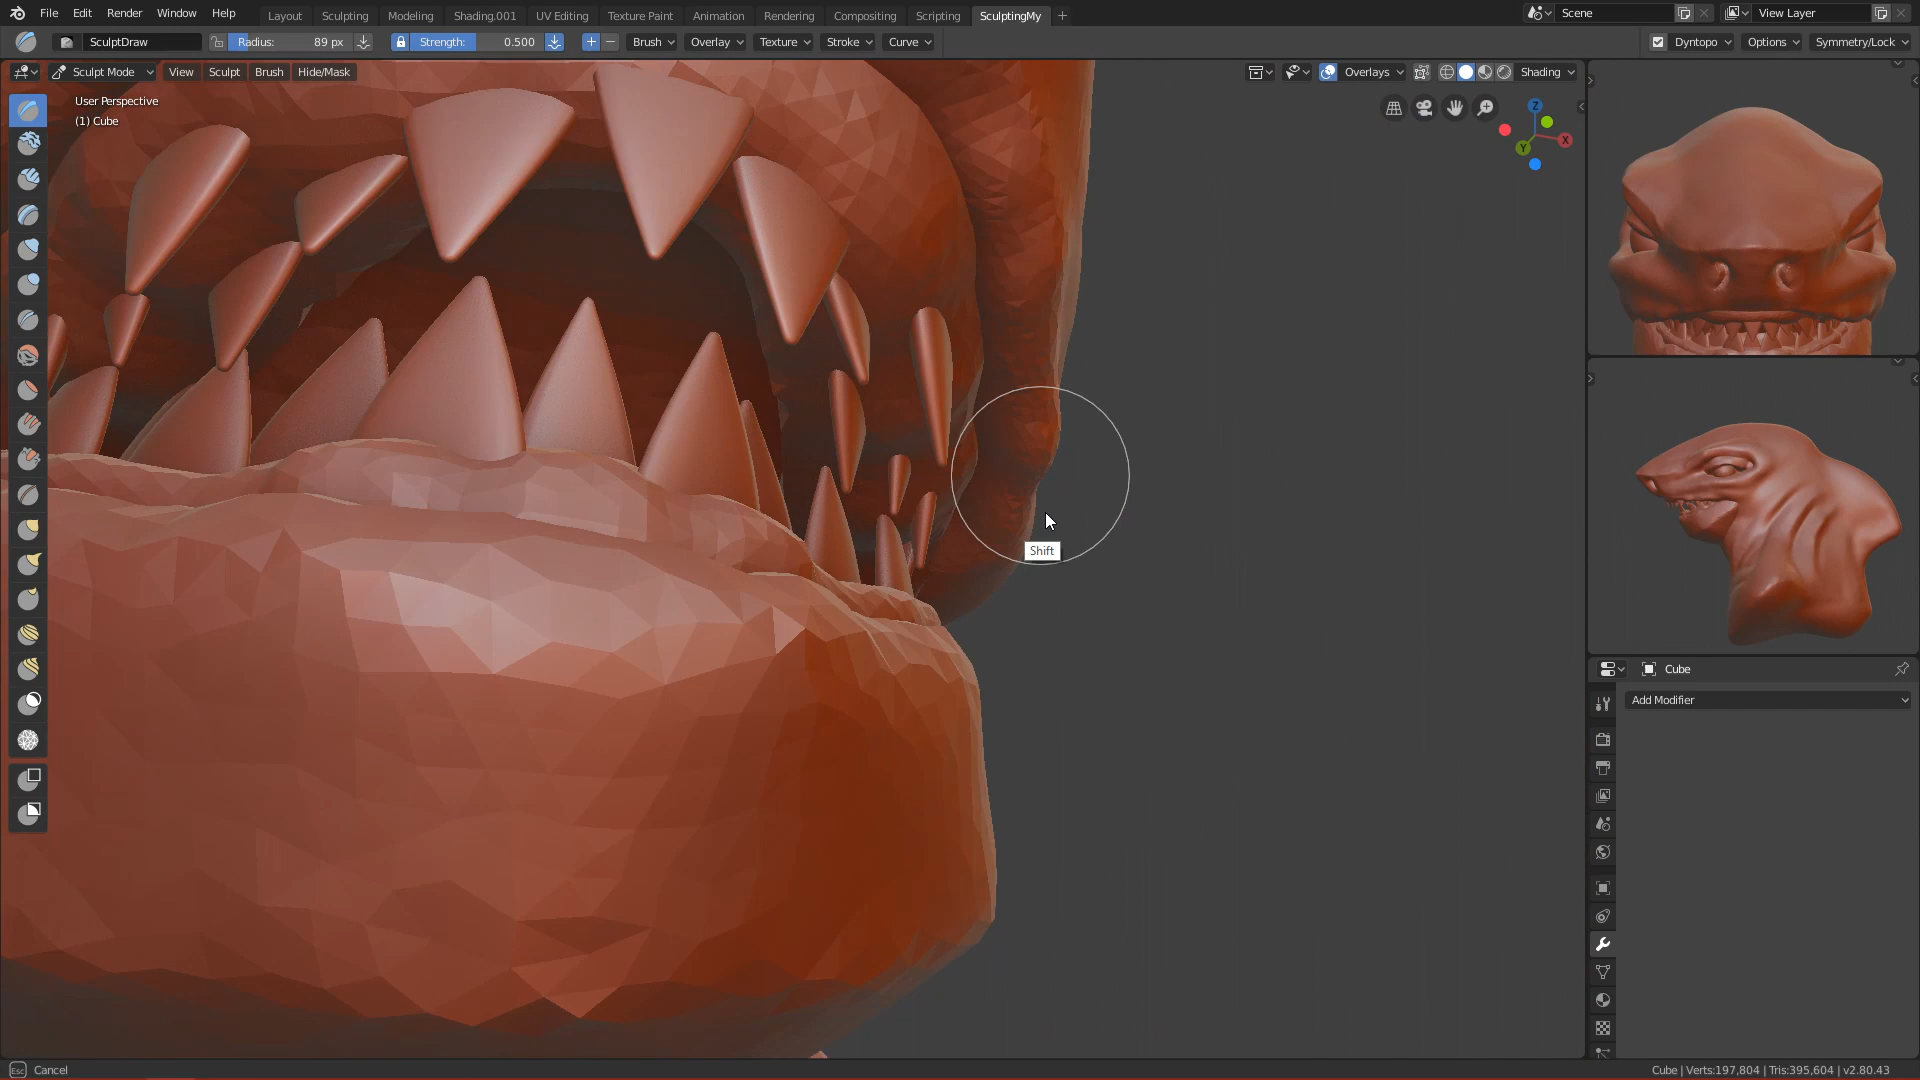 File Edit Render Window Help Layout Sculpting Modeling Shading.001 UV Editing Texture Paint Animation Rendering Compositing Scripting SculptingMy + Scene View Layer
SculptDraw Radius: 89 px Strength: 0.500 Brush Overlay Texture Stroke Curve Dyntopo Options Symmetry/Lock
Sculpt Mode View Sculpt Brush Hide/Mask Overlays Shading
User Perspective
(1) Cube
Z
X
Y
Shift
Cube
Add Modifier
Esc Cancel Cube | Verts:197,804 | Tris:395,604 | v2.80.43